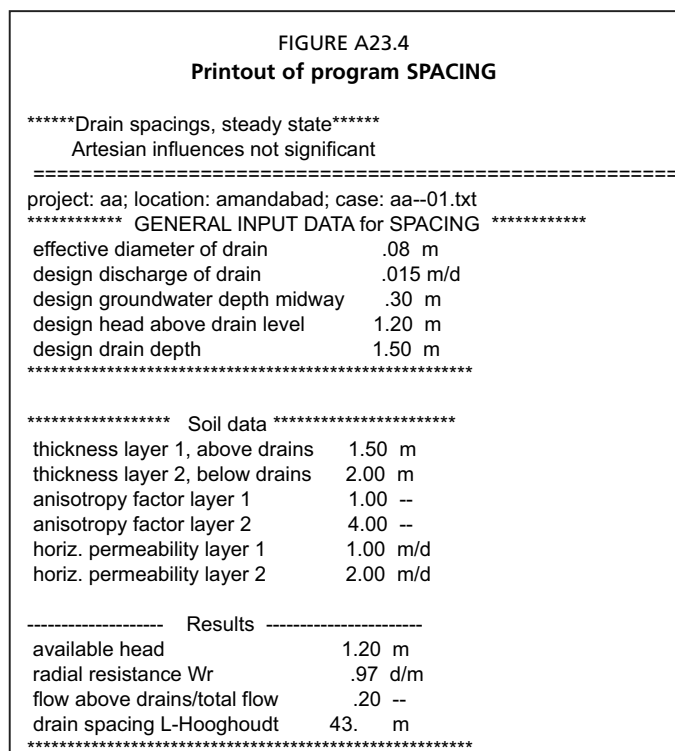 FIGURE A23.4
Printout of program SPACING
******Drain spacings, steady state******
Artesian influences not significant
======================================================
project: aa; location: amandabad; case: aa--01.txt
************ GENERAL INPUT DATA for SPACING ************
effective diameter of drain .08 m
design discharge of drain .015 m/d
design groundwater depth midway .30 m
design head above drain level 1.20 m
design drain depth 1.50 m
********************************************************
****************** Soil data ***********************
thickness layer 1, above drains 1.50 m
thickness layer 2, below drains 2.00 m
anisotropy factor layer 1 1.00 --
anisotropy factor layer 2 4.00 --
horiz. permeability layer 1 1.00 m/d
horiz. permeability layer 2 2.00 m/d
-------------------- Results -----------------------
available head 1.20 m
radial resistance Wr .97 d/m
flow above drains/total flow .20 --
drain spacing L-Hooghoudt 43. m
********************************************************